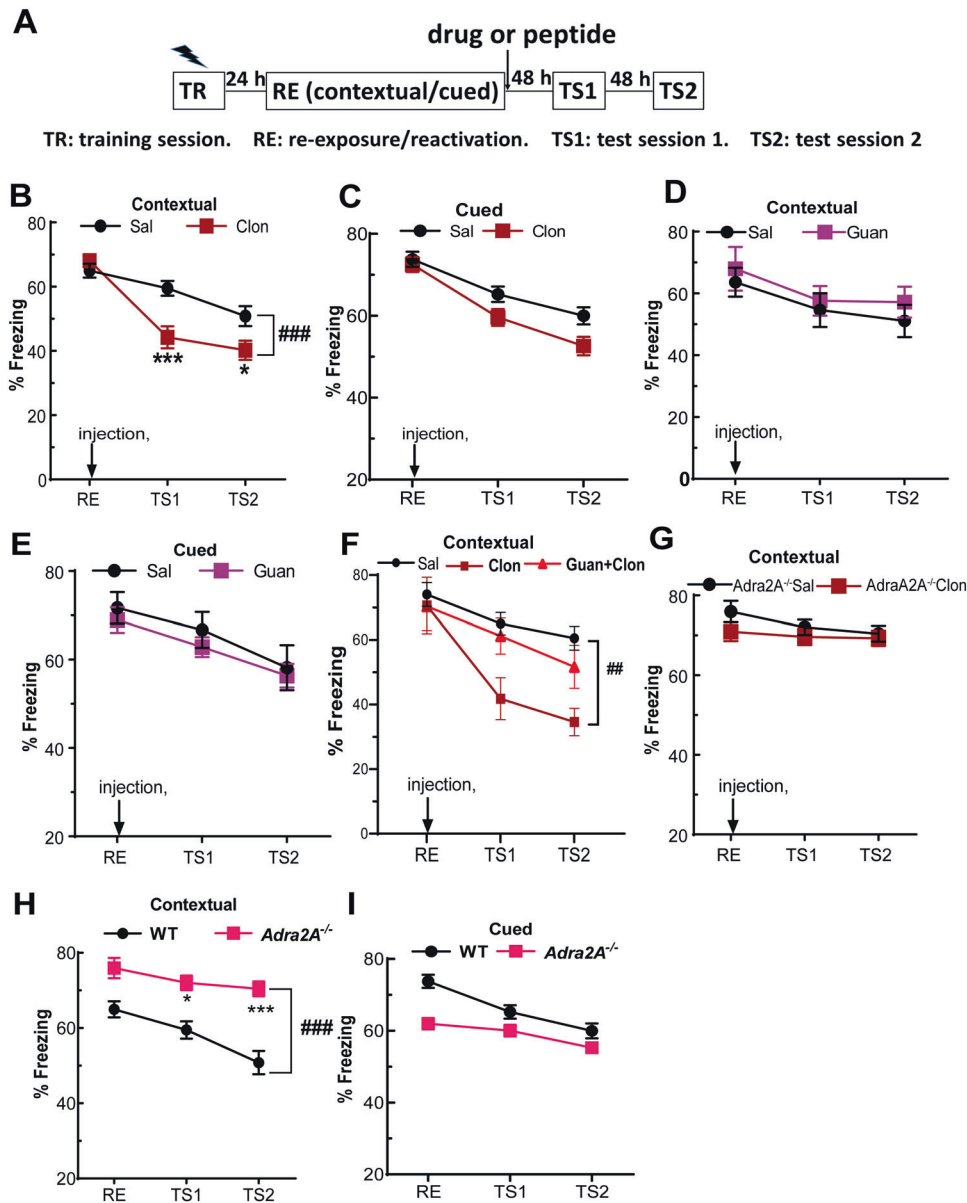 A
drug or peptide
TR 24 h RE (contextual/cued) 48 h TS1 48 h TS2
TR: training session. RE: re-exposure/reactivation. TS1: test session 1. TS2: test session 2
B
Contextual
Sal Clon
% Freezing
80
60
40
20
0
***
*
###
injection,
RE TS1 TS2
C
Cued
Sal Clon
% Freezing
80
60
40
20
injection,
RE TS1 TS2
D
Contextual
Sal Guan
% Freezing
80
60
40
20
0
injection,
RE TS1 TS2
E
Cued
Sal Guan
% Freezing
80
60
40
20
injection,
RE TS1 TS2
F
Contextual
Sal Clon Guan+Clon
% Freezing
80
60
40
20
0
##
injection,
RE TS1 TS2
G
Contextual
Adra2A-/-Sal AdraA2A-/-Clon
% Freezing
80
60
40
20
injection,
RE TS1 TS2
H
Contextual
WT Adra2A-/-
% Freezing
80
60
40
20
*
***
###
RE TS1 TS2
I
Cued
WT Adra2A-/-
% Freezing
80
60
40
20
RE TS1 TS2